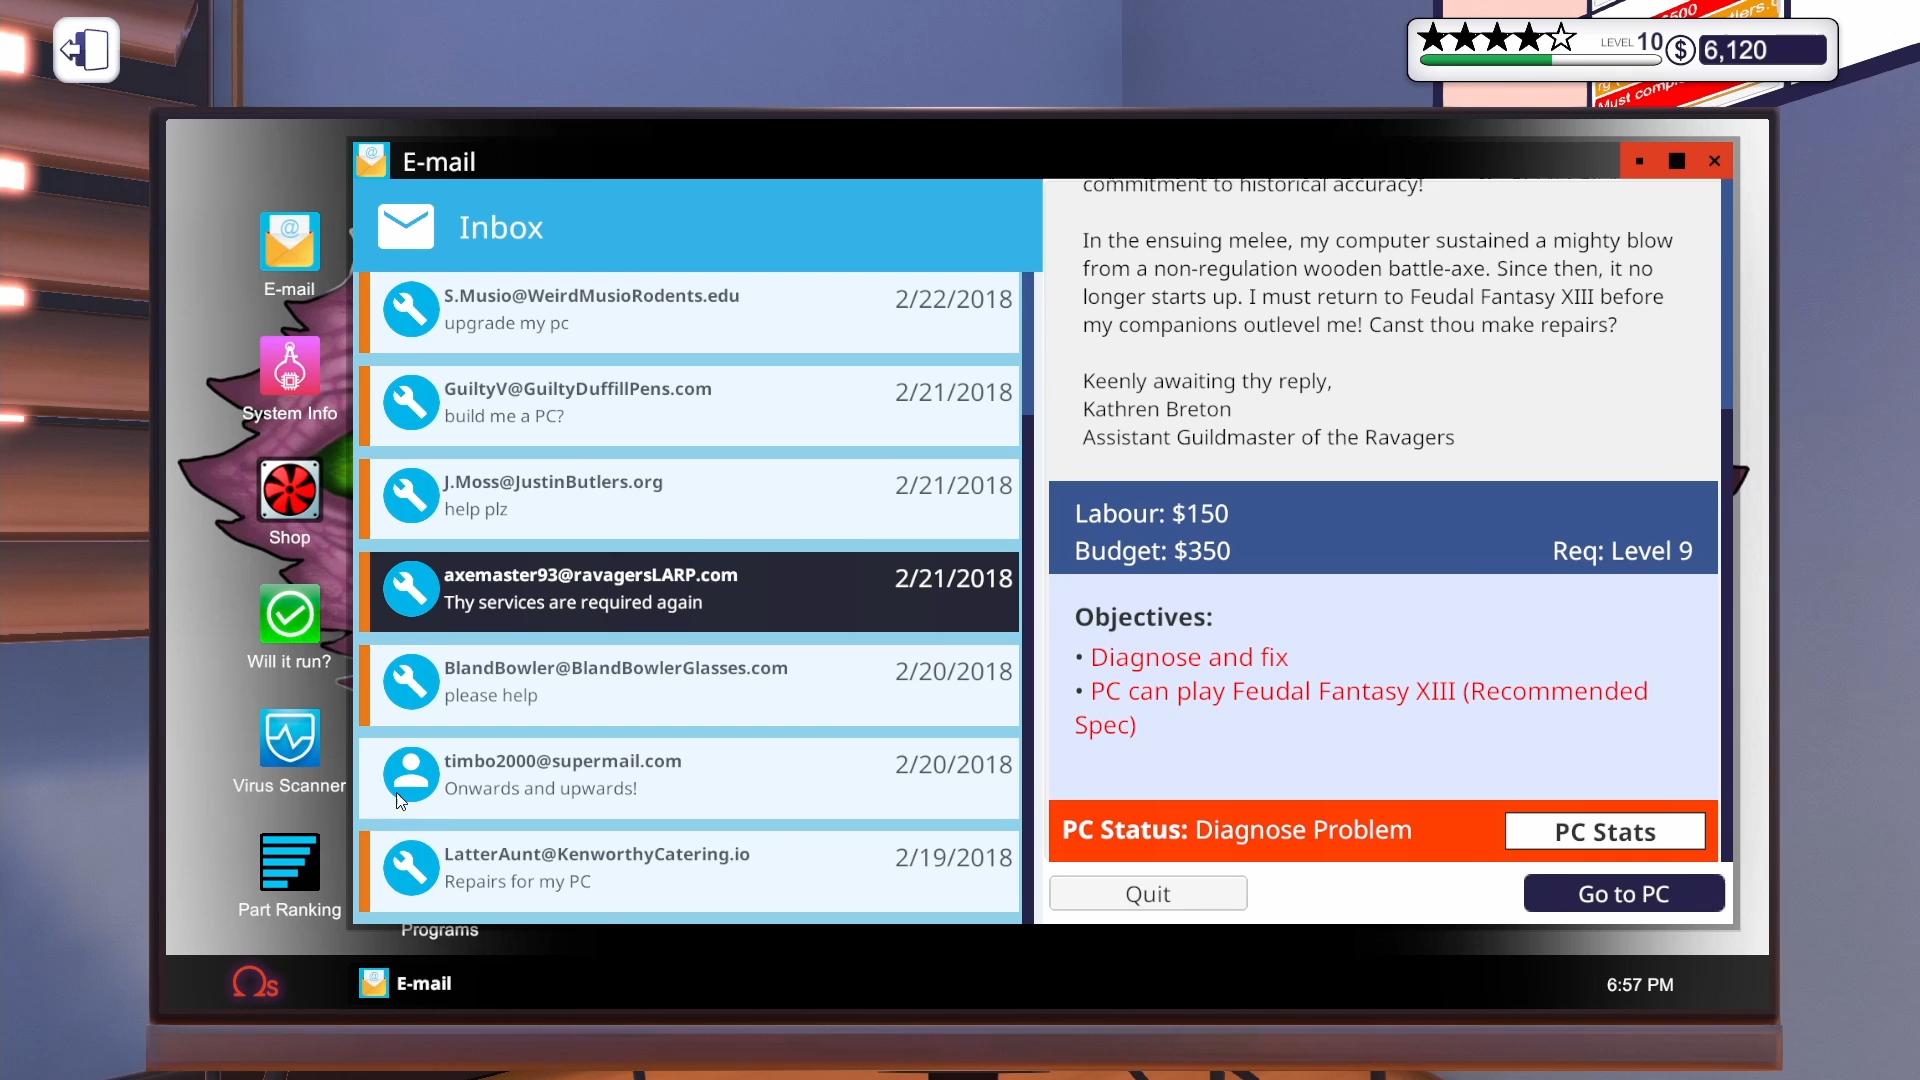 $500
Must comp
LEVEL 10
$ 6,120
E-mail
Inbox
S.Musio@WeirdMusioRodents.edu
2/22/2018
upgrade my pc
GuiltyV@GuiltyDuffillPens.com
2/21/2018
build me a PC?
J.Moss@JustinButlers.org
2/21/2018
help plz
axemaster93@ravagersLARP.com
2/21/2018
Thy services are required again
BlandBowler@BlandBowlerGlasses.com
2/20/2018
please help
timbo2000@supermail.com
2/20/2018
Onwards and upwards!
LatterAunt@KenworthyCatering.io
2/19/2018
Repairs for my PC
commitment to historical accuracy!
In the ensuing melee, my computer sustained a mighty blow
from a non-regulation wooden battle-axe. Since then, it no
longer starts up. I must return to Feudal Fantasy XIII before
my companions outlevel me! Canst thou make repairs?
Keenly awaiting thy reply,
Kathren Breton
Assistant Guildmaster of the Ravagers
Labour: $150
Budget: $350
Req: Level 9
Objectives:
• Diagnose and fix
• PC can play Feudal Fantasy XIII (Recommended
Spec)
PC Status: Diagnose Problem
PC Stats
Quit
Go to PC
E-mail
System Info
Shop
Will it run?
Virus Scanner
Part Ranking
Programs
Ωs
E-mail
6:57 PM